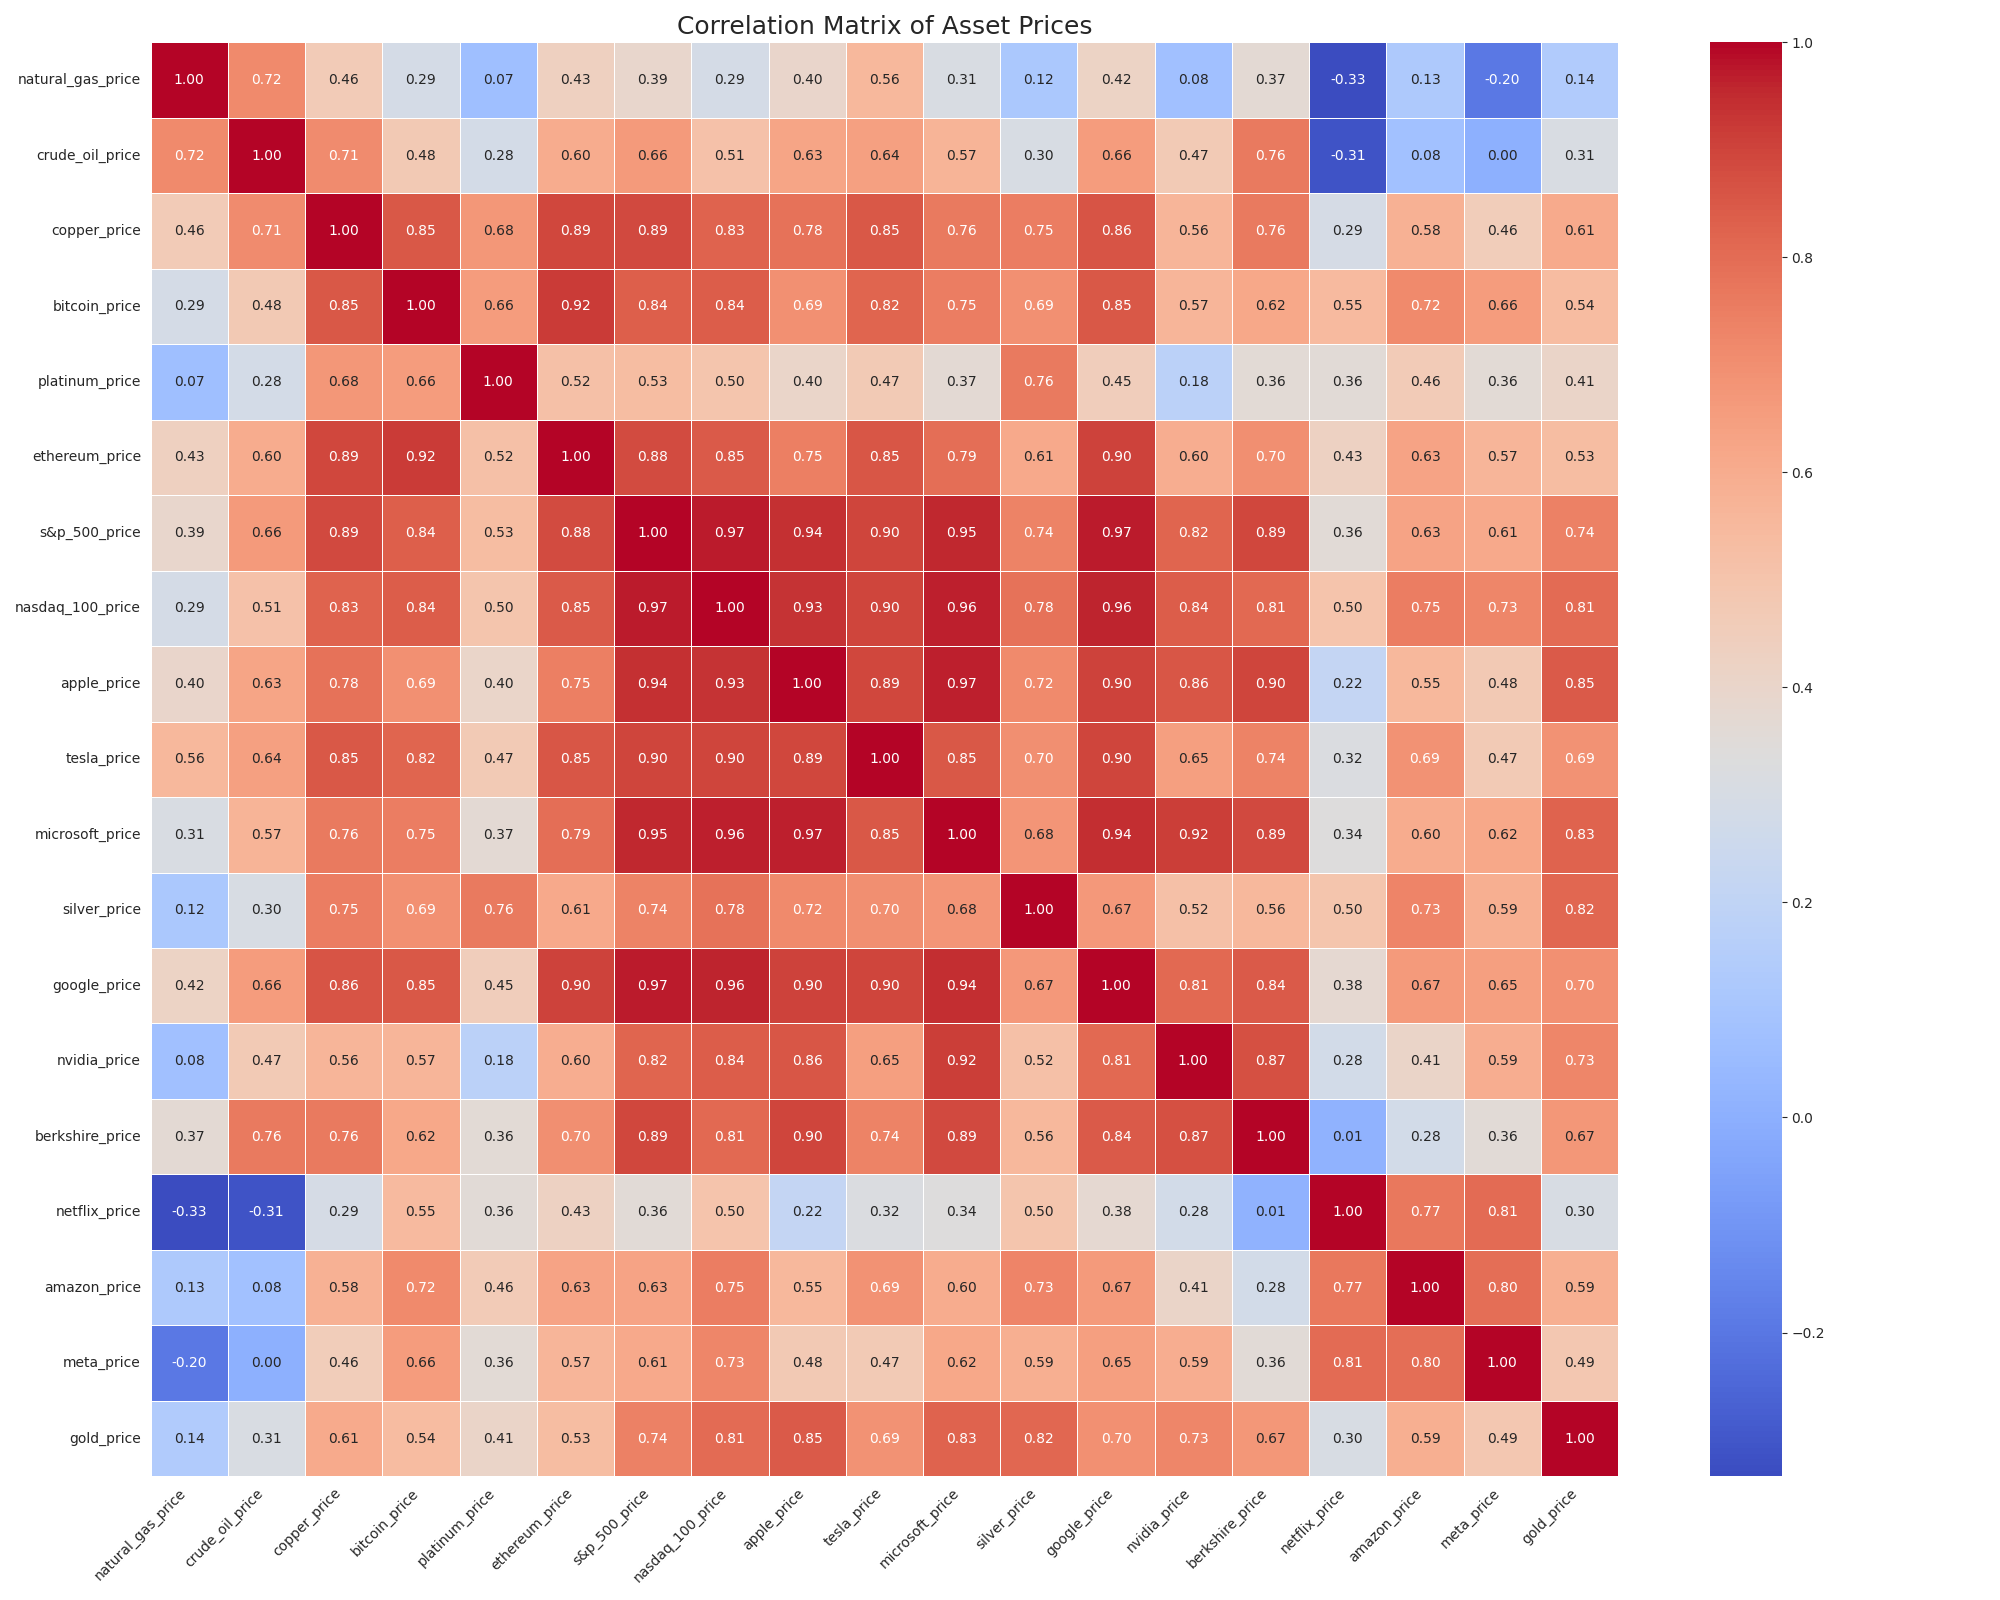 Correlation Matrix of Asset Prices
natural_gas_price 1.00 0.72 0.46 0.29 0.07 0.43 0.39 0.29 0.40 0.56 0.31 0.12 0.42 0.08 0.37 -0.33 0.13 -0.20 0.14
crude_oil_price 0.72 1.00 0.71 0.48 0.28 0.60 0.66 0.51 0.63 0.64 0.57 0.30 0.66 0.47 0.76 -0.31 0.08 0.00 0.31
copper_price 0.46 0.71 1.00 0.85 0.68 0.89 0.89 0.83 0.78 0.85 0.76 0.75 0.86 0.56 0.76 0.29 0.58 0.46 0.61
bitcoin_price 0.29 0.48 0.85 1.00 0.66 0.92 0.84 0.84 0.69 0.82 0.75 0.69 0.85 0.57 0.62 0.55 0.72 0.66 0.54
platinum_price 0.07 0.28 0.68 0.66 1.00 0.52 0.53 0.50 0.40 0.47 0.37 0.76 0.45 0.18 0.36 0.36 0.46 0.36 0.41
ethereum_price 0.43 0.60 0.89 0.92 0.52 1.00 0.88 0.85 0.75 0.85 0.79 0.61 0.90 0.60 0.70 0.43 0.63 0.57 0.53
s&p_500_price 0.39 0.66 0.89 0.84 0.53 0.88 1.00 0.97 0.94 0.90 0.95 0.74 0.97 0.82 0.89 0.36 0.63 0.61 0.74
nasdaq_100_price 0.29 0.51 0.83 0.84 0.50 0.85 0.97 1.00 0.93 0.90 0.96 0.78 0.96 0.84 0.81 0.50 0.75 0.73 0.81
apple_price 0.40 0.63 0.78 0.69 0.40 0.75 0.94 0.93 1.00 0.89 0.97 0.72 0.90 0.86 0.90 0.22 0.55 0.48 0.85
tesla_price 0.56 0.64 0.85 0.82 0.47 0.85 0.90 0.90 0.89 1.00 0.85 0.70 0.90 0.65 0.74 0.32 0.69 0.47 0.69
microsoft_price 0.31 0.57 0.76 0.75 0.37 0.79 0.95 0.96 0.97 0.85 1.00 0.68 0.94 0.92 0.89 0.34 0.60 0.62 0.83
silver_price 0.12 0.30 0.75 0.69 0.76 0.61 0.74 0.78 0.72 0.70 0.68 1.00 0.67 0.52 0.56 0.50 0.73 0.59 0.82
google_price 0.42 0.66 0.86 0.85 0.45 0.90 0.97 0.96 0.90 0.90 0.94 0.67 1.00 0.81 0.84 0.38 0.67 0.65 0.70
nvidia_price 0.08 0.47 0.56 0.57 0.18 0.60 0.82 0.84 0.86 0.65 0.92 0.52 0.81 1.00 0.87 0.28 0.41 0.59 0.73
berkshire_price 0.37 0.76 0.76 0.62 0.36 0.70 0.89 0.81 0.90 0.74 0.89 0.56 0.84 0.87 1.00 0.01 0.28 0.36 0.67
netflix_price -0.33 -0.31 0.29 0.55 0.36 0.43 0.36 0.50 0.22 0.32 0.34 0.50 0.38 0.28 0.01 1.00 0.77 0.81 0.30
amazon_price 0.13 0.08 0.58 0.72 0.46 0.63 0.63 0.75 0.55 0.69 0.60 0.73 0.67 0.41 0.28 0.77 1.00 0.80 0.59
meta_price -0.20 0.00 0.46 0.66 0.36 0.57 0.61 0.73 0.48 0.47 0.62 0.59 0.65 0.59 0.36 0.81 0.80 1.00 0.49
gold_price 0.14 0.31 0.61 0.54 0.41 0.53 0.74 0.81 0.85 0.69 0.83 0.82 0.70 0.73 0.67 0.30 0.59 0.49 1.00
natural_gas_price
crude_oil_price
copper_price
bitcoin_price
platinum_price
ethereum_price
s&p_500_price
nasdaq_100_price
apple_price
tesla_price
microsoft_price
silver_price
google_price
nvidia_price
berkshire_price
netflix_price
amazon_price
meta_price
gold_price
1.0
0.8
0.6
0.4
0.2
0.0
−0.2